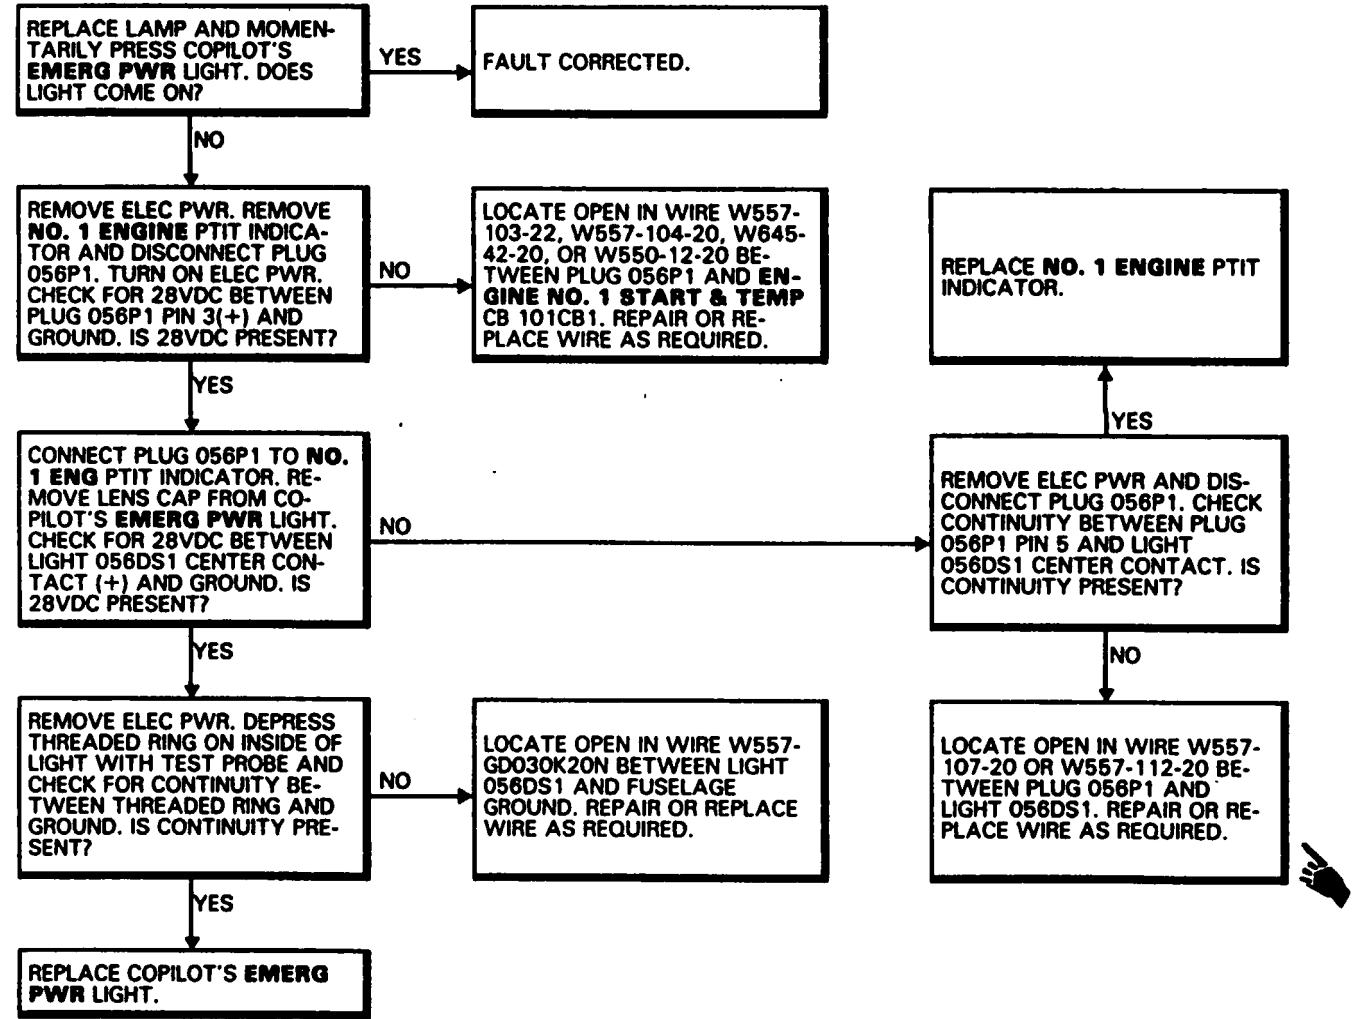 REPLACE LAMP AND MOMEN-
TARILY PRESS COPILOT'S
EMERG PWR LIGHT. DOES
LIGHT COME ON?
YES
FAULT CORRECTED.
NO
REMOVE ELEC PWR. REMOVE
NO. 1 ENGINE PTIT INDICA-
TOR AND DISCONNECT PLUG
056P1. TURN ON ELEC PWR.
CHECK FOR 28VDC BETWEEN
PLUG 056P1 PIN 3(+) AND
GROUND. IS 28VDC PRESENT?
NO
LOCATE OPEN IN WIRE W557-
103-22, W557-104-20, W645-
42-20, OR W550-12-20 BE-
TWEEN PLUG 056P1 AND EN-
GINE NO. 1 START & TEMP
CB 101CB1. REPAIR OR RE-
PLACE WIRE AS REQUIRED.
REPLACE NO. 1 ENGINE PTIT
INDICATOR.
YES
YES
CONNECT PLUG 056P1 TO NO.
1 ENG PTIT INDICATOR. RE-
MOVE LENS CAP FROM CO-
PILOT'S EMERG PWR LIGHT.
CHECK FOR 28VDC BETWEEN
LIGHT 056DS1 CENTER CON-
TACT (+) AND GROUND. IS
28VDC PRESENT?
NO
REMOVE ELEC PWR AND DIS-
CONNECT PLUG 056P1. CHECK
CONTINUITY BETWEEN PLUG
056P1 PIN 5 AND LIGHT
056DS1 CENTER CONTACT. IS
CONTINUITY PRESENT?
YES
NO
REMOVE ELEC PWR. DEPRESS
THREADED RING ON INSIDE OF
LIGHT WITH TEST PROBE AND
CHECK FOR CONTINUITY BE-
TWEEN THREADED RING AND
GROUND. IS CONTINUITY PRE-
SENT?
NO
LOCATE OPEN IN WIRE W557-
GD030K20N BETWEEN LIGHT
056DS1 AND FUSELAGE
GROUND. REPAIR OR REPLACE
WIRE AS REQUIRED.
LOCATE OPEN IN WIRE W557-
107-20 OR W557-112-20 BE-
TWEEN PLUG 056P1 AND
LIGHT 056DS1. REPAIR OR RE-
PLACE WIRE AS REQUIRED.
YES
REPLACE COPILOT'S EMERG
PWR LIGHT.